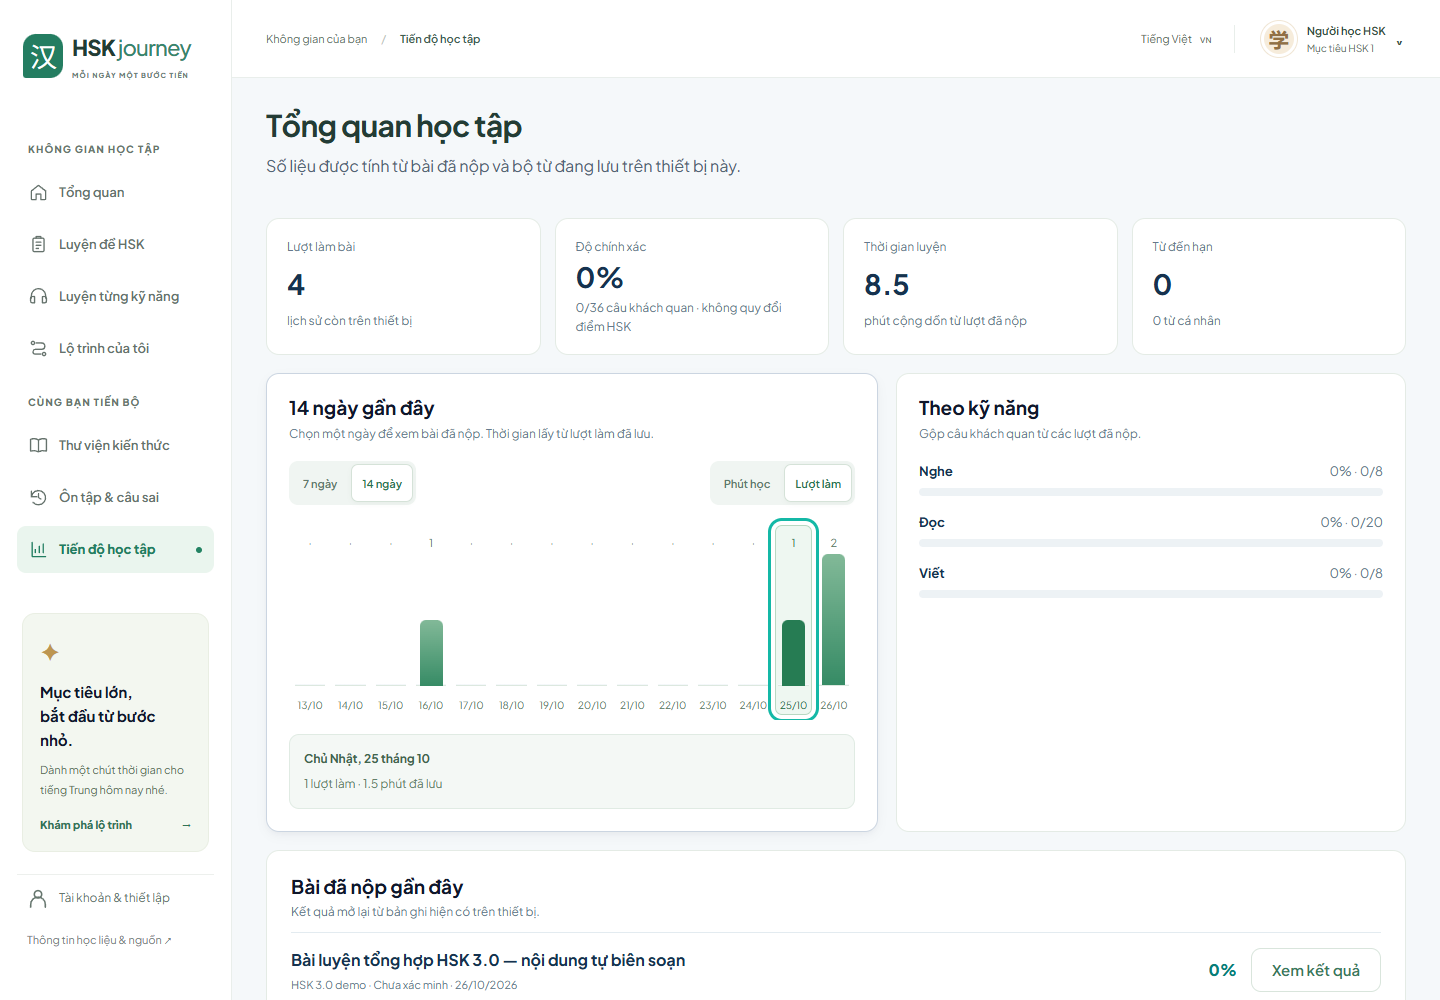 汉 HSK journey
MỖI NGÀY MỘT BƯỚC TIẾN
KHÔNG GIAN HỌC TẬP
Tổng quan
Luyện đề HSK
Luyện từng kỹ năng
Lộ trình của tôi
CÙNG BẠN TIẾN BỘ
Thư viện kiến thức
Ôn tập & câu sai
Tiến độ học tập
Mục tiêu lớn,
bắt đầu từ bước
nhỏ.
Dành một chút thời gian cho
tiếng Trung hôm nay nhé.
Khám phá lộ trình →
Tài khoản & thiết lập
Thông tin học liệu & nguồn ↗
Không gian của bạn / Tiến độ học tập
Tiếng Việt VN
学
Người học HSK
Mục tiêu HSK 1
Tổng quan học tập
Số liệu được tính từ bài đã nộp và bộ từ đang lưu trên thiết bị này.
Lượt làm bài
4
lịch sử còn trên thiết bị
Độ chính xác
0%
0/36 câu khách quan · không quy đổi
điểm HSK
Thời gian luyện
8.5
phút cộng dồn từ lượt đã nộp
Từ đến hạn
0
0 từ cá nhân
14 ngày gần đây
Chọn một ngày để xem bài đã nộp. Thời gian lấy từ lượt làm đã lưu.
7 ngày 14 ngày Phút học Lượt làm
· · · 1 · · · · · · · · 1 2
13/10 14/10 15/10 16/10 17/10 18/10 19/10 20/10 21/10 22/10 23/10 24/10 25/10 26/10
Chủ Nhật, 25 tháng 10
1 lượt làm · 1.5 phút đã lưu
Theo kỹ năng
Gộp câu khách quan từ các lượt đã nộp.
Nghe 0% · 0/8
Đọc 0% · 0/20
Viết 0% · 0/8
Bài đã nộp gần đây
Kết quả mở lại từ bản ghi hiện có trên thiết bị.
Bài luyện tổng hợp HSK 3.0 — nội dung tự biên soạn
HSK 3.0 demo · Chưa xác minh · 26/10/2026
0% Xem kết quả